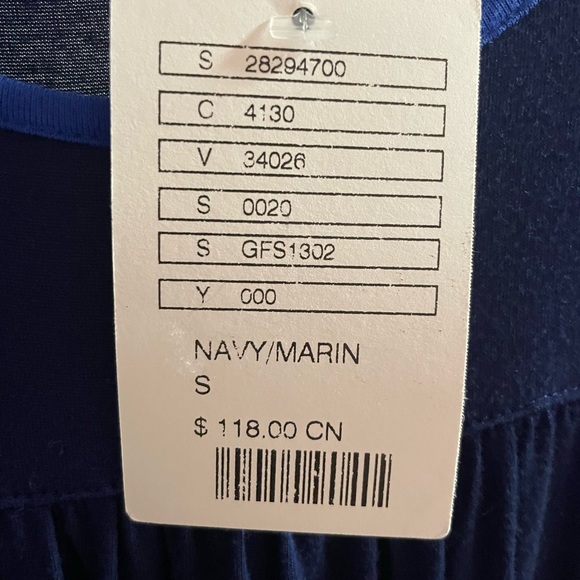 S 28294700
C 4130
V 34026
S 0020
S GFS1302
Y 000
NAVY/MARIN
S
$ 118.00 CN